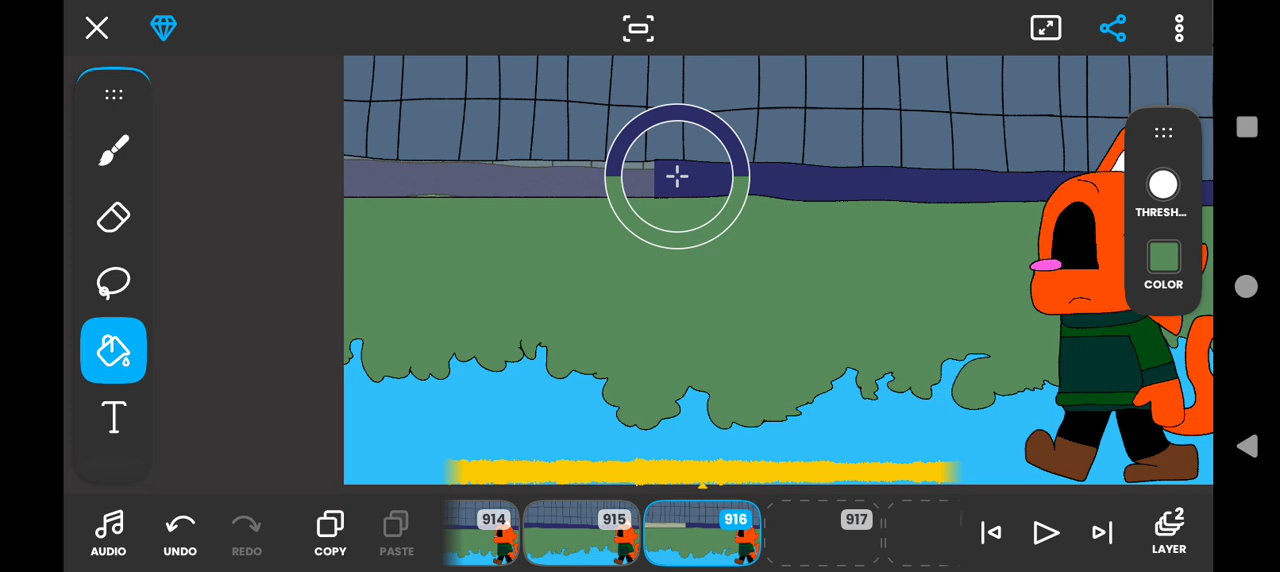 THRESH...
COLOR
T
914
915
916
917
AUDIO
UNDO
REDO
COPY
PASTE
2
LAYER